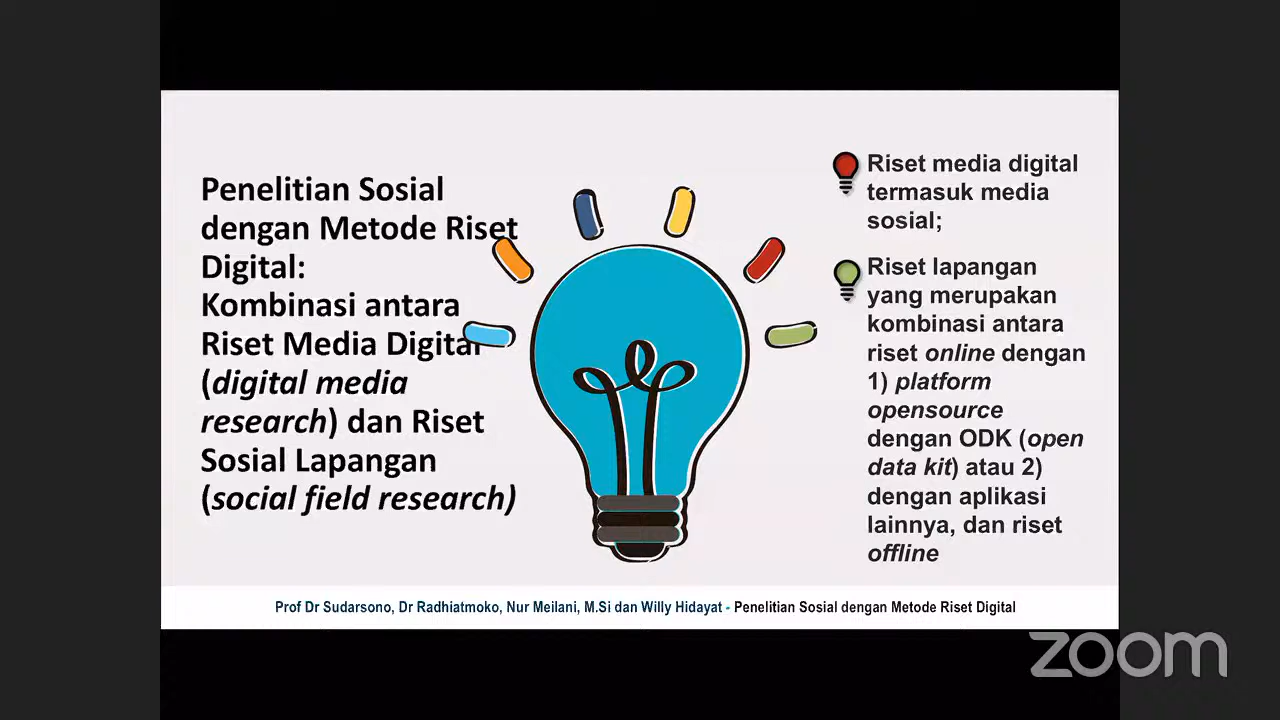 Penelitian Sosial
dengan Metode Riset
Digital:
Kombinasi antara
Riset Media Digital
(digital media
research) dan Riset
Sosial Lapangan
(social field research)
Riset media digital
termasuk media
sosial;
Riset lapangan
yang merupakan
kombinasi antara
riset online dengan
1) platform
opensource
dengan ODK (open
data kit) atau 2)
dengan aplikasi
lainnya, dan riset
offline
Prof Dr Sudarsono, Dr Radhiatmoko, Nur Meilani, M.Si dan Willy Hidayat - Penelitian Sosial dengan Metode Riset Digital
zoom